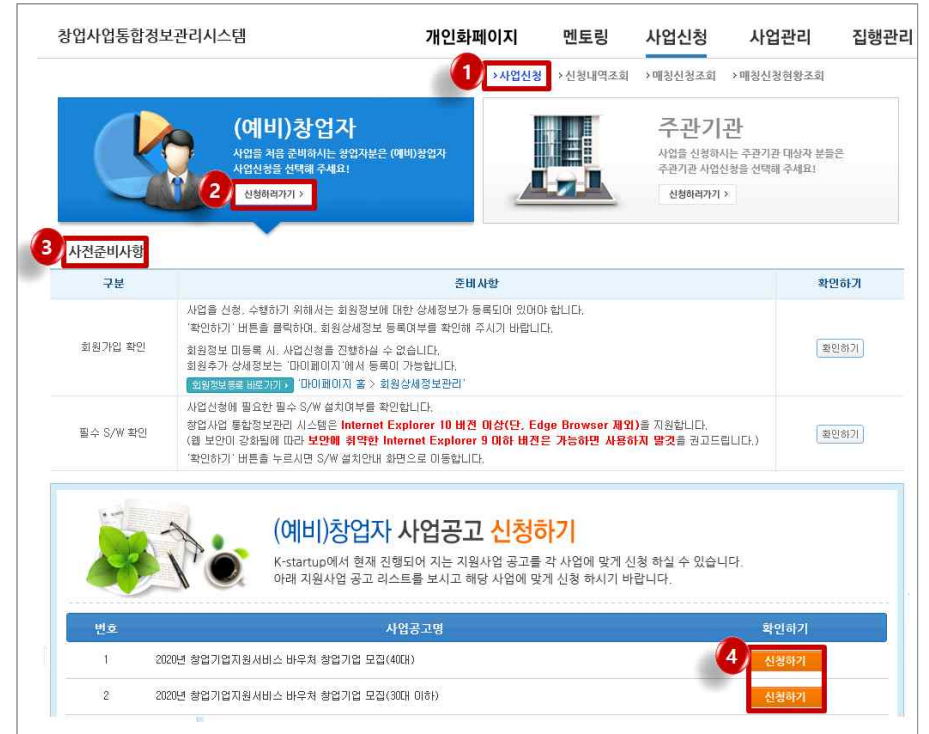 창업사업통합정보관리시스템
개인화페이지 멘토링 사업신청 사업관리 집행관리
1 >사업신청 >신청내역조회 >매칭신청조회 >매칭신청현황조회
(예비)창업자
사업을 처음 준비하시는 창업자분은 (예비)창업자
사업신청을 선택해 주세요!
2 신청하러가기 >
주관기관
사업을 신청하시는 주관기관 대상자 분들은
주관기관 사업신청을 선택해 주세요!
신청하러가기 >
3 사전준비사항
구분 준비사항 확인하기
회원가입 확인
사업을 신청, 수행하기 위해서는 회원정보에 대한 상세정보가 등록되어 있어야 합니다.
'확인하기' 버튼을 클릭하여, 회원상세정보 등록여부를 확인해 주시기 바랍니다.
회원정보 미등록 시, 사업신청을 진행하실 수 없습니다.
회원추가 상세정보는 '마이페이지'에서 등록이 가능합니다.
회원정보등록 바로가기 '마이페이지 홈 > 회원상세정보관리'
확인하기
필수 S/W 확인
사업신청에 필요한 필수 S/W 설치여부를 확인합니다.
창업사업 통합정보관리 시스템은 Internet Explorer 10 버전 이상(단, Edge Browser 제외)을 지원합니다.
(웹 보안이 강화됨에 따라 보안에 취약한 Internet Explorer 9 이하 버전은 가능하면 사용하지 말것을 권고드립니다.)
'확인하기' 버튼을 누르시면 S/W 설치안내 화면으로 이동합니다.
확인하기
(예비)창업자 사업공고 신청하기
K-startup에서 현재 진행되어 지는 지원사업 공고를 각 사업에 맞게 신청 하실 수 있습니다.
아래 지원사업 공고 리스트를 보시고 해당 사업에 맞게 신청 하시기 바랍니다.
번호 사업공고명 확인하기
1 2020년 창업기업지원서비스 바우처 창업기업 모집(40대) 4 신청하기
2 2020년 창업기업지원서비스 바우처 창업기업 모집(30대 이하) 신청하기